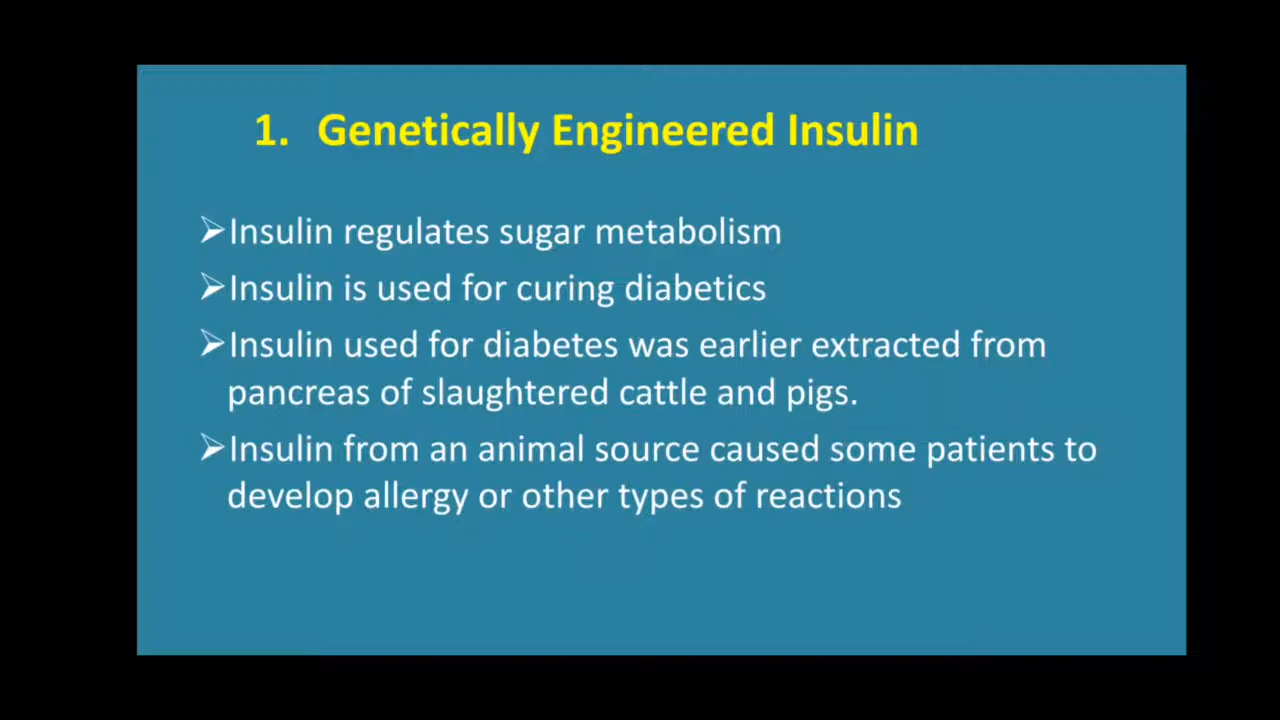 1. Genetically Engineered Insulin
➢Insulin regulates sugar metabolism
➢Insulin is used for curing diabetics
➢Insulin used for diabetes was earlier extracted from
pancreas of slaughtered cattle and pigs.
➢Insulin from an animal source caused some patients to
develop allergy or other types of reactions